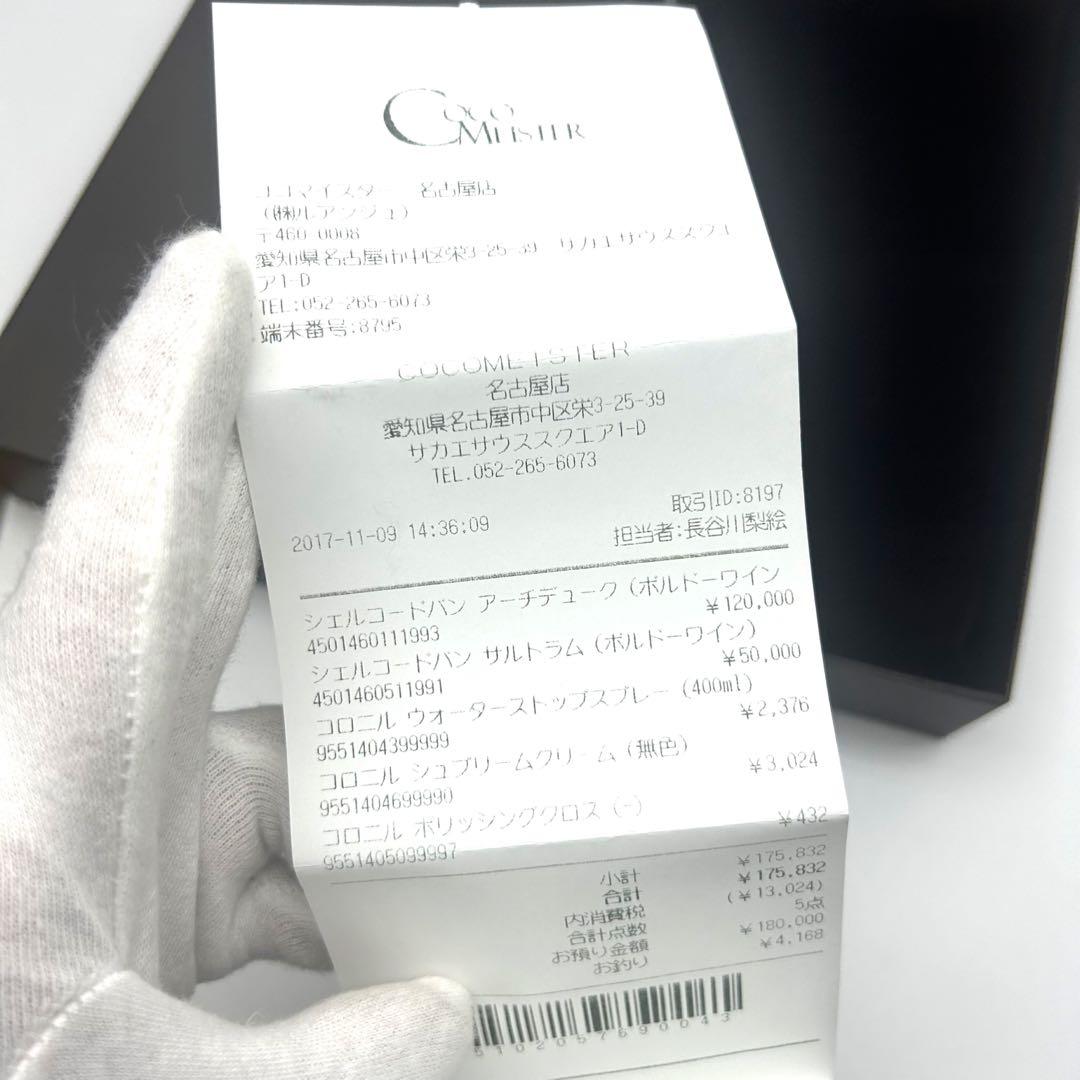 COCO
MEISTER
ココマイスター 名古屋店
(㈱ルアンジュ)
〒460-0008
愛知県名古屋市中区栄3-25-39 サカエサウススクエ
ア1-D
TEL:052-265-6073
端末番号:8795
COCOMEISTER
名古屋店
愛知県名古屋市中区栄3-25-39
サカエサウススクエア1-D
TEL.052-265-6073
取引ID:8197
2017-11-09 14:36:09 担当者:長谷川梨絵
シェルコードバン アーチデューク (ボルドーワイン
4501460111993 ¥120,000
シェルコードバン サルトラム (ボルドーワイン)
4501460511991 ¥50,000
コロニル ウォーターストップスプレー (400ml)
9551404399999 ¥2,376
コロニル シュプリームクリーム (無色)
9551404699990 ¥3,024
コロニル ポリッシングクロス (-)
9551405099997 ¥432
小計 ¥175,832
合計 ¥175,832
内消費税 (¥13,024)
合計点数 5点
お預り金額 ¥180,000
お釣り ¥4,168
5102057690043